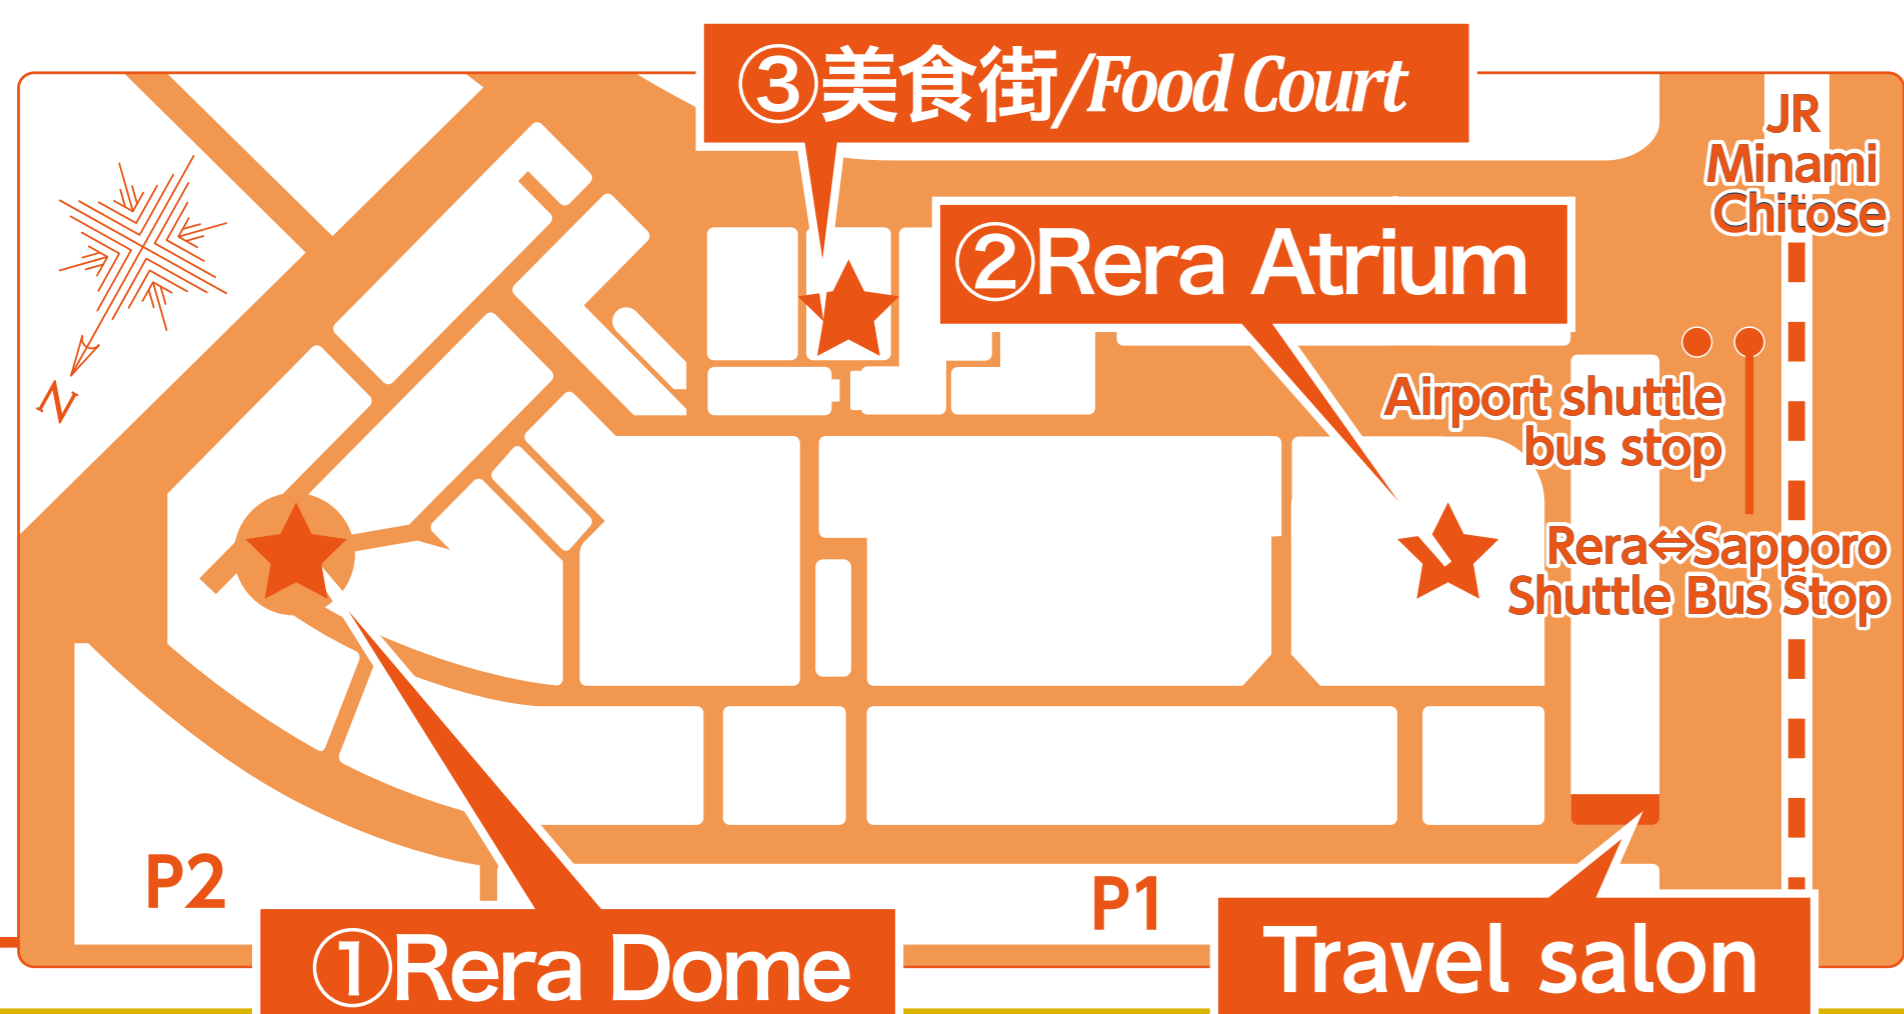 ③美食街/Food Court
JR
Minami
Chitose
②Rera Atrium
N
Airport shuttle
bus stop
Rera⇔Sapporo
Shuttle Bus Stop
P2
P1
①Rera Dome
Travel salon